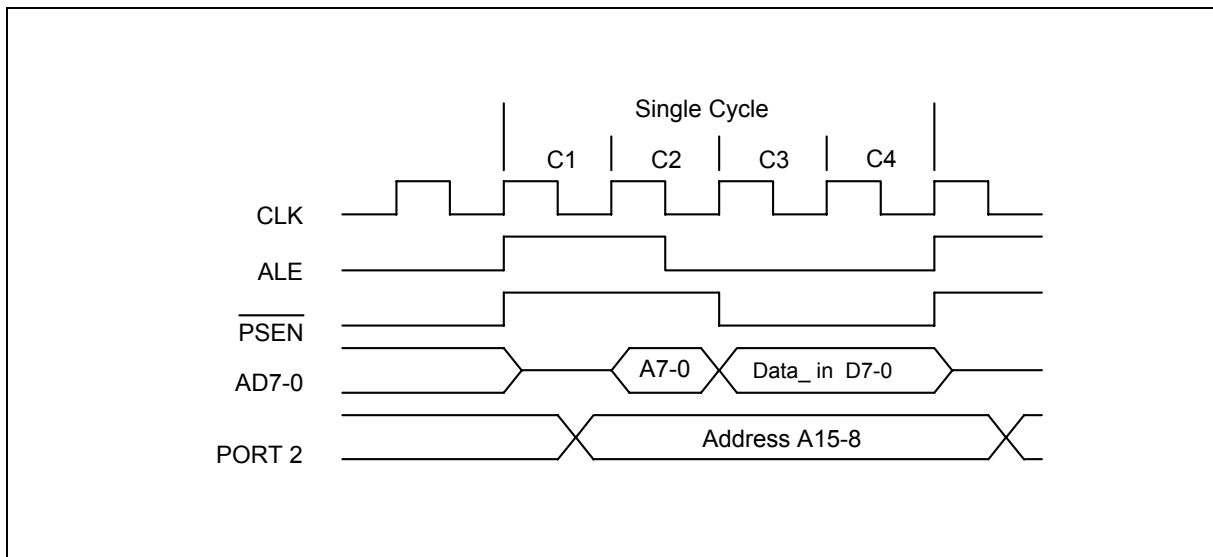 Single Cycle
C1 C2 C3 C4
CLK
ALE
PSEN
AD7-0 A7-0 Data_ in D7-0
PORT 2 Address A15-8